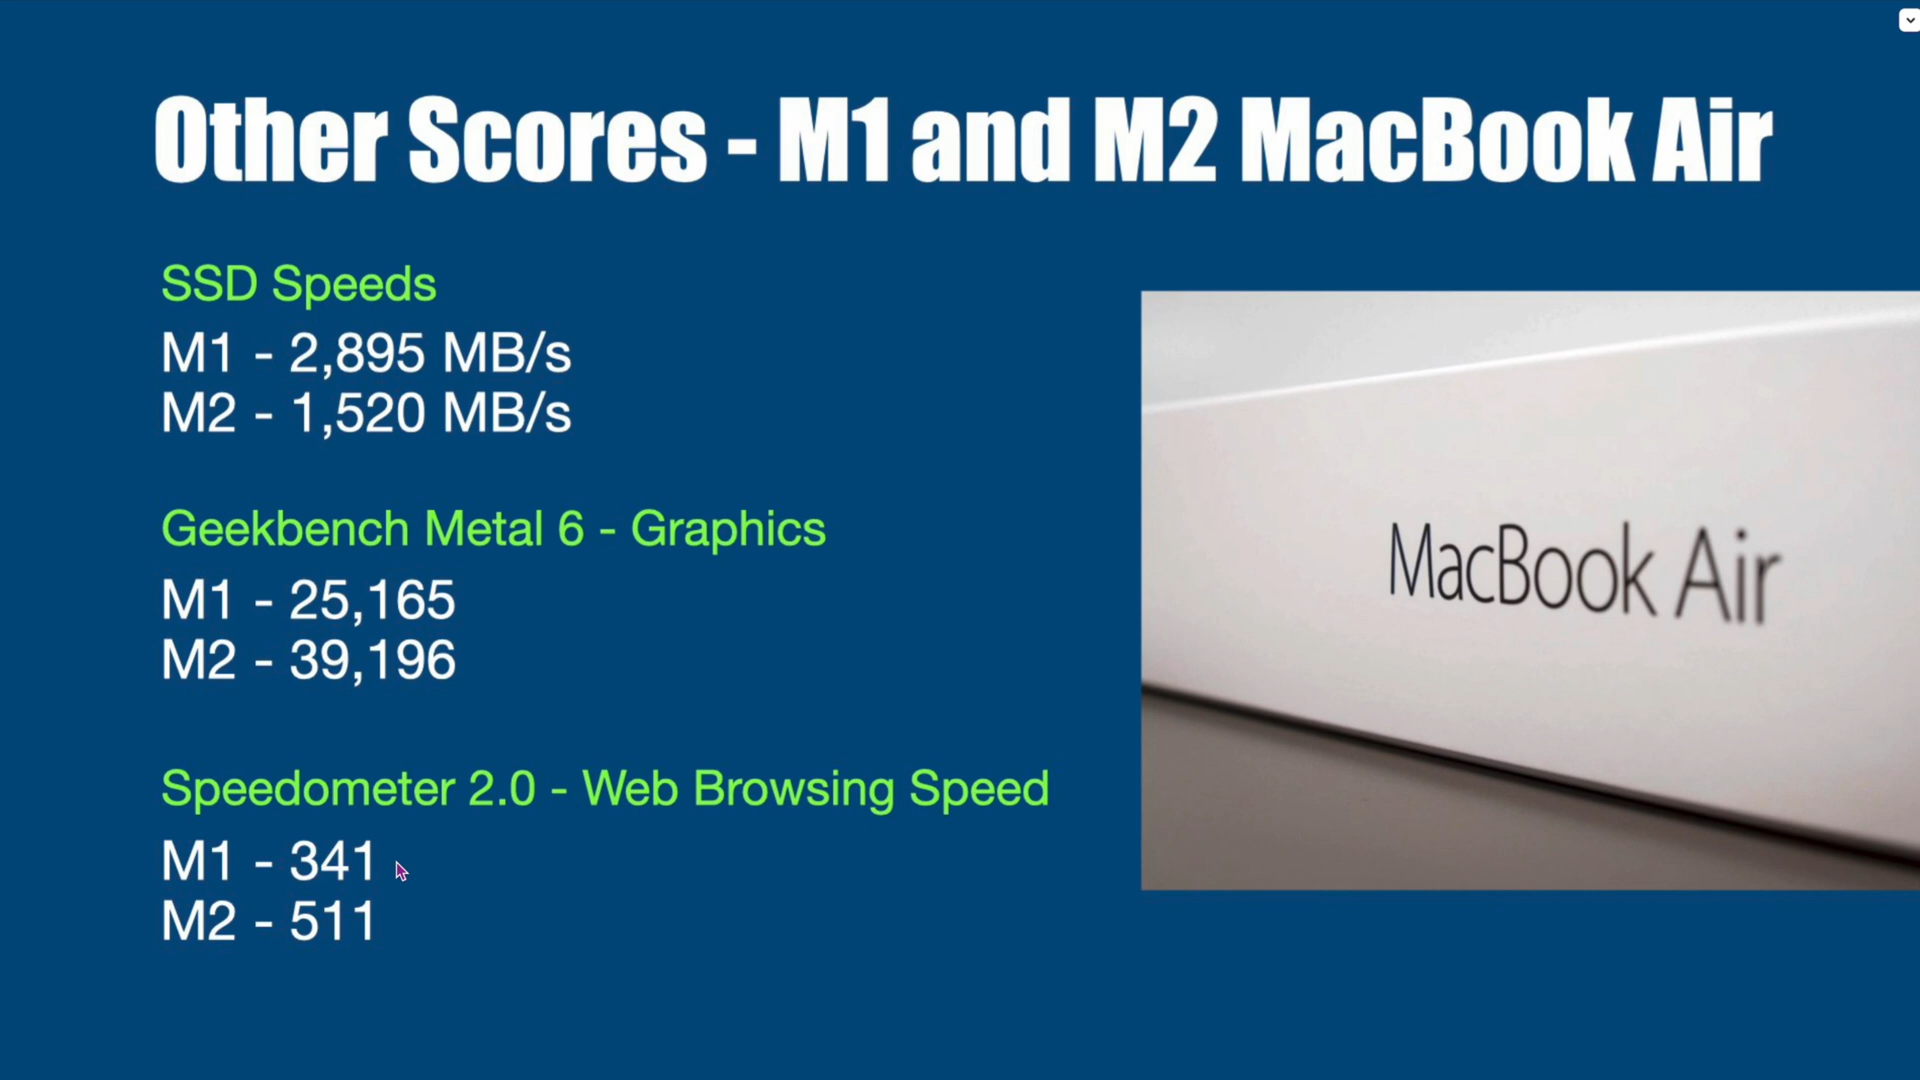 Other Scores - M1 and M2 MacBook Air
SSD Speeds
M1 - 2,895 MB/s
M2 - 1,520 MB/s
Geekbench Metal 6 - Graphics
M1 - 25,165
M2 - 39,196
Speedometer 2.0 - Web Browsing Speed
M1 - 341
M2 - 511
MacBook Air